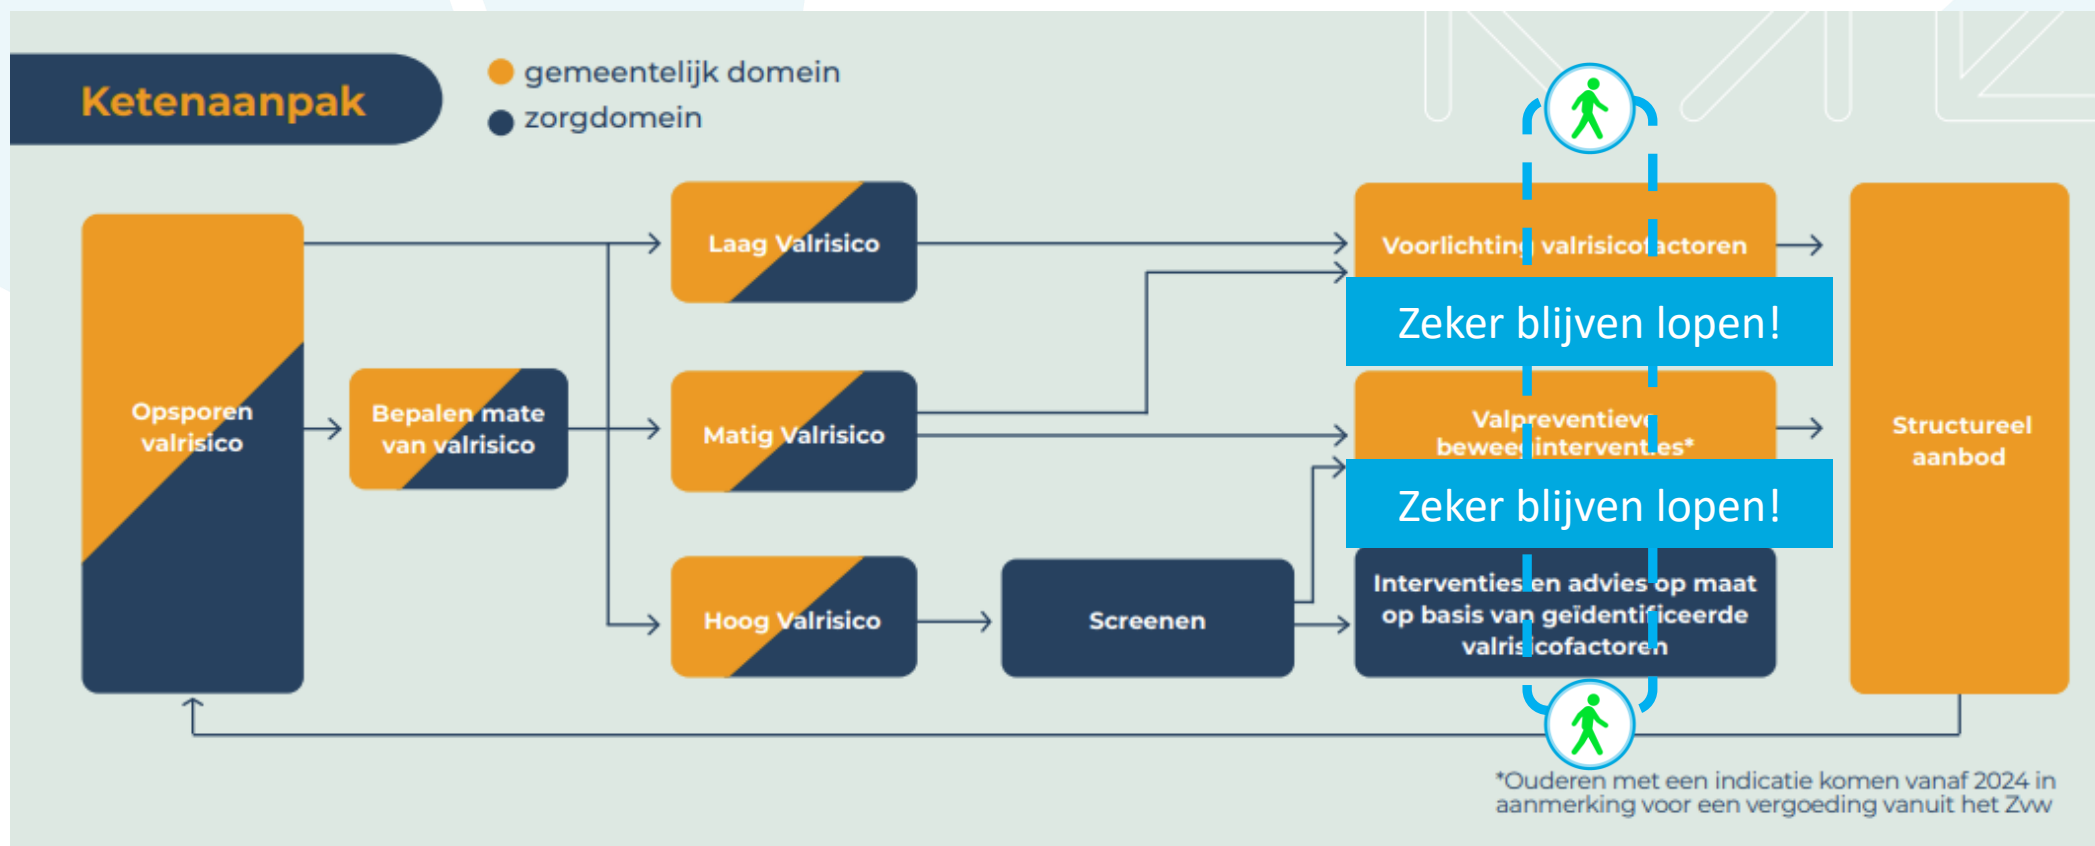 Ketenaanpak
gemeentelijk domein
zorgdomein
Opsporen
valrisico
Bepalen mate
van valrisico
Laag Valrisico
Matig Valrisico
Hoog Valrisico
Screenen
Voorlichting valrisicofactoren
Zeker blijven lopen!
Valpreventieve
beweeginterventies*
Zeker blijven lopen!
Interventies en advies op maat
op basis van geïdentificeerde
valrisicofactoren
Structureel
aanbod
*Ouderen met een indicatie komen vanaf 2024 in
aanmerking voor een vergoeding vanuit het Zvw